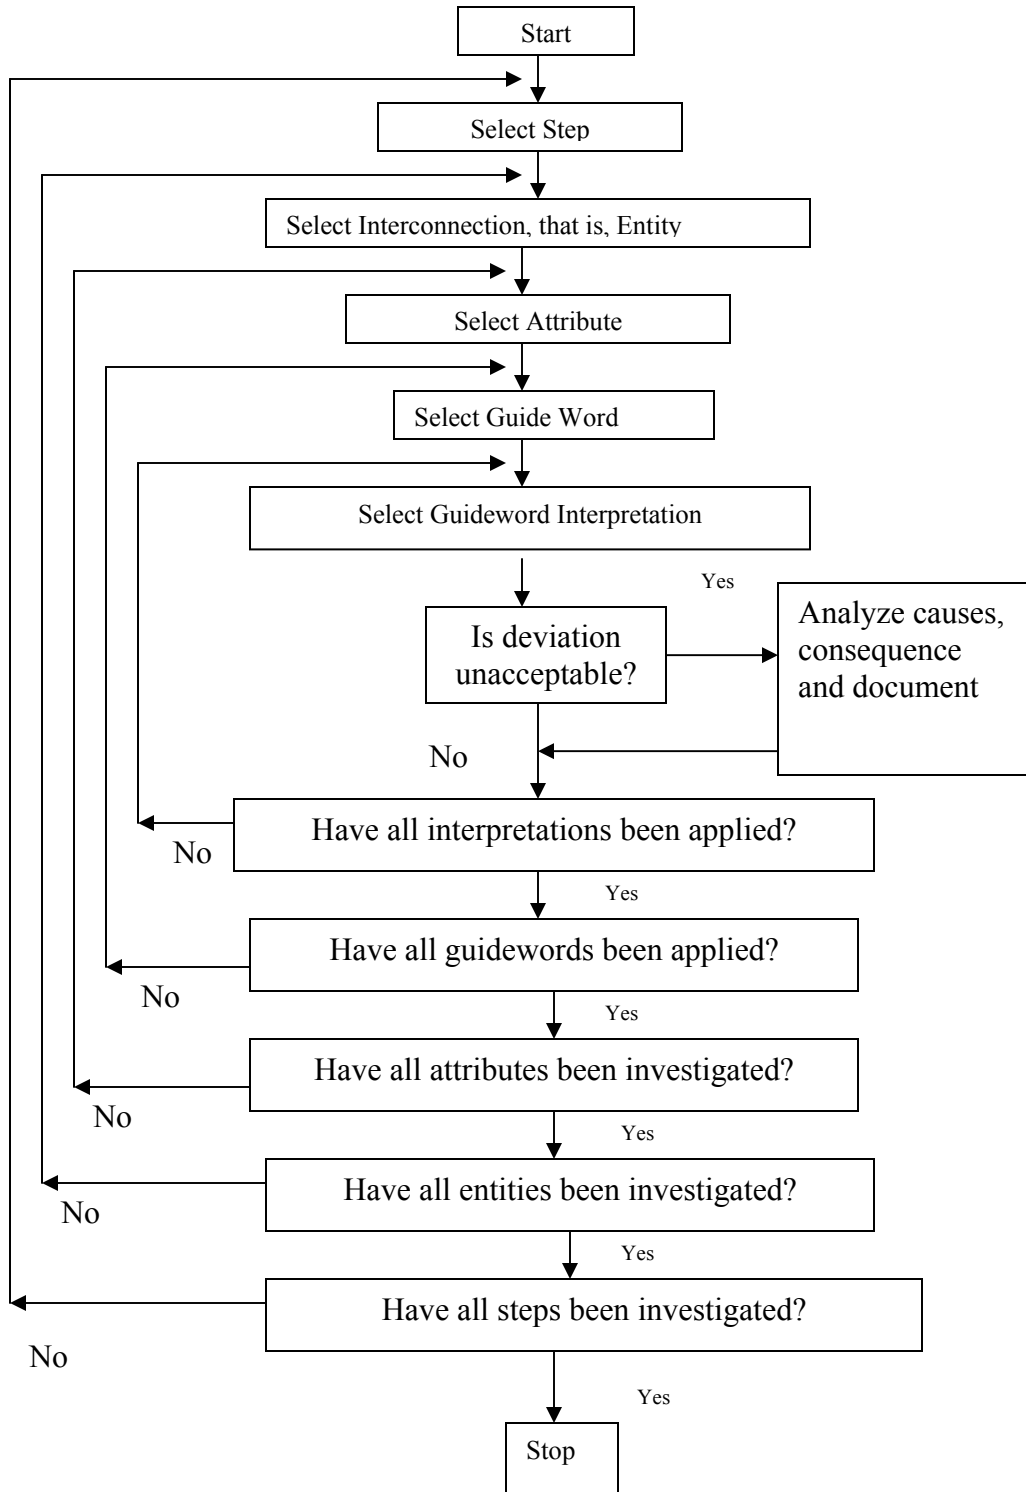 Start
Select Step
Select Interconnection, that is, Entity
Select Attribute
Select Guide Word
Select Guideword Interpretation
Yes
Is deviation
unacceptable?
Analyze causes,
consequence
and document
No
Have all interpretations been applied?
No
Yes
Have all guidewords been applied?
No
Yes
Have all attributes been investigated?
No
Yes
Have all entities been investigated?
No
Yes
Have all steps been investigated?
No
Yes
Stop